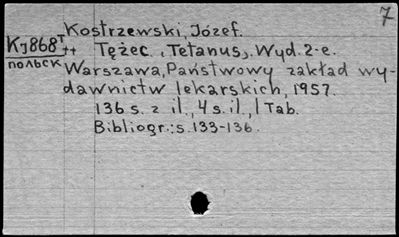 7
Kostrzewski, Józef.
KJ868 T
++
польск
Tężec (Tetanus). Wyd. 2-e.
Warszawa, Państwowy zakład wy-
dawnictw lekarskich, 1957.
136 s. z il., 4 s. il., 1 Tab.
Bibliogr.: s. 133-136.